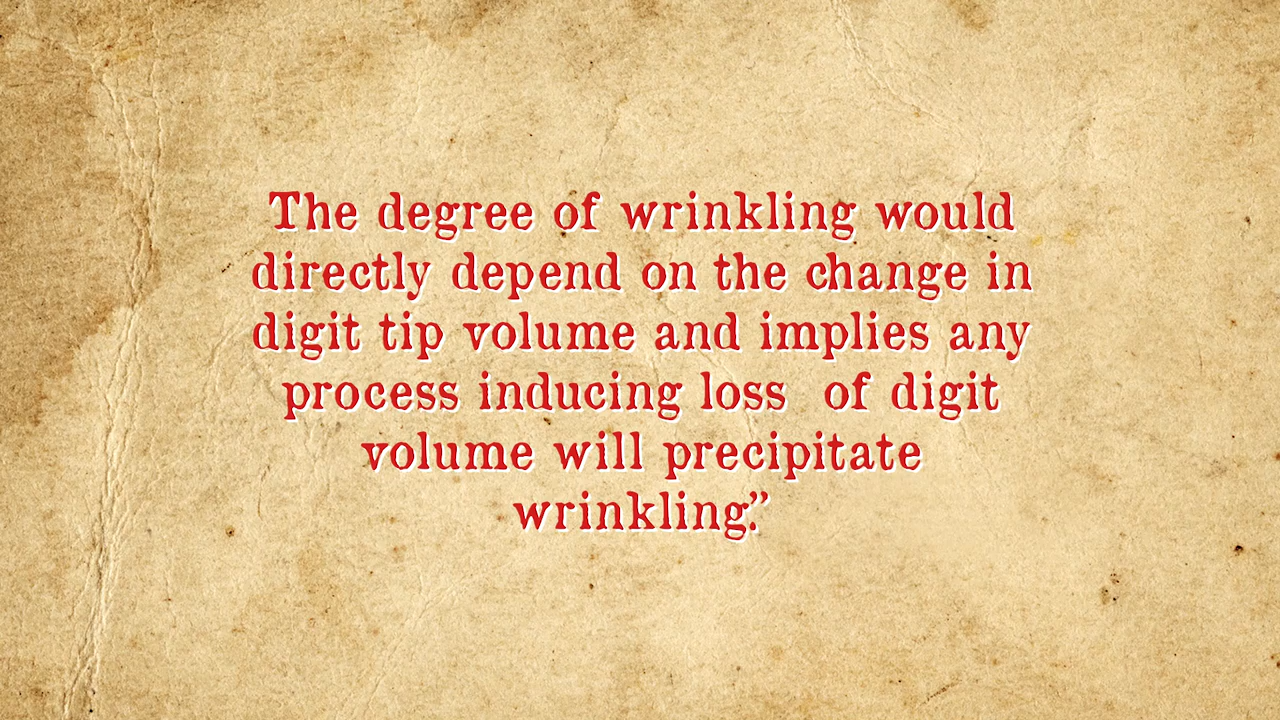 The degree of wrinkling would
directly depend on the change in
digit tip volume and implies any
process inducing loss  of digit
volume will precipitate
wrinkling.”